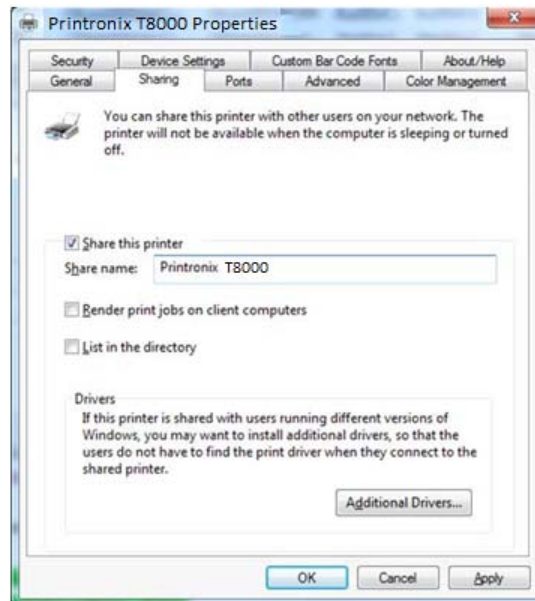 Printronix T8000 Properties
Security Device Settings Custom Bar Code Fonts About/Help
General Sharing Ports Advanced Color Management
You can share this printer with other users on your network. The
printer will not be available when the computer is sleeping or turned
off.
Share this printer
Share name: Printronix T8000
Render print jobs on client computers
List in the directory
Drivers
If this printer is shared with users running different versions of
Windows, you may want to install additional drivers, so that the
users do not have to find the print driver when they connect to the
shared printer.
Additional Drivers...
OK Cancel Apply